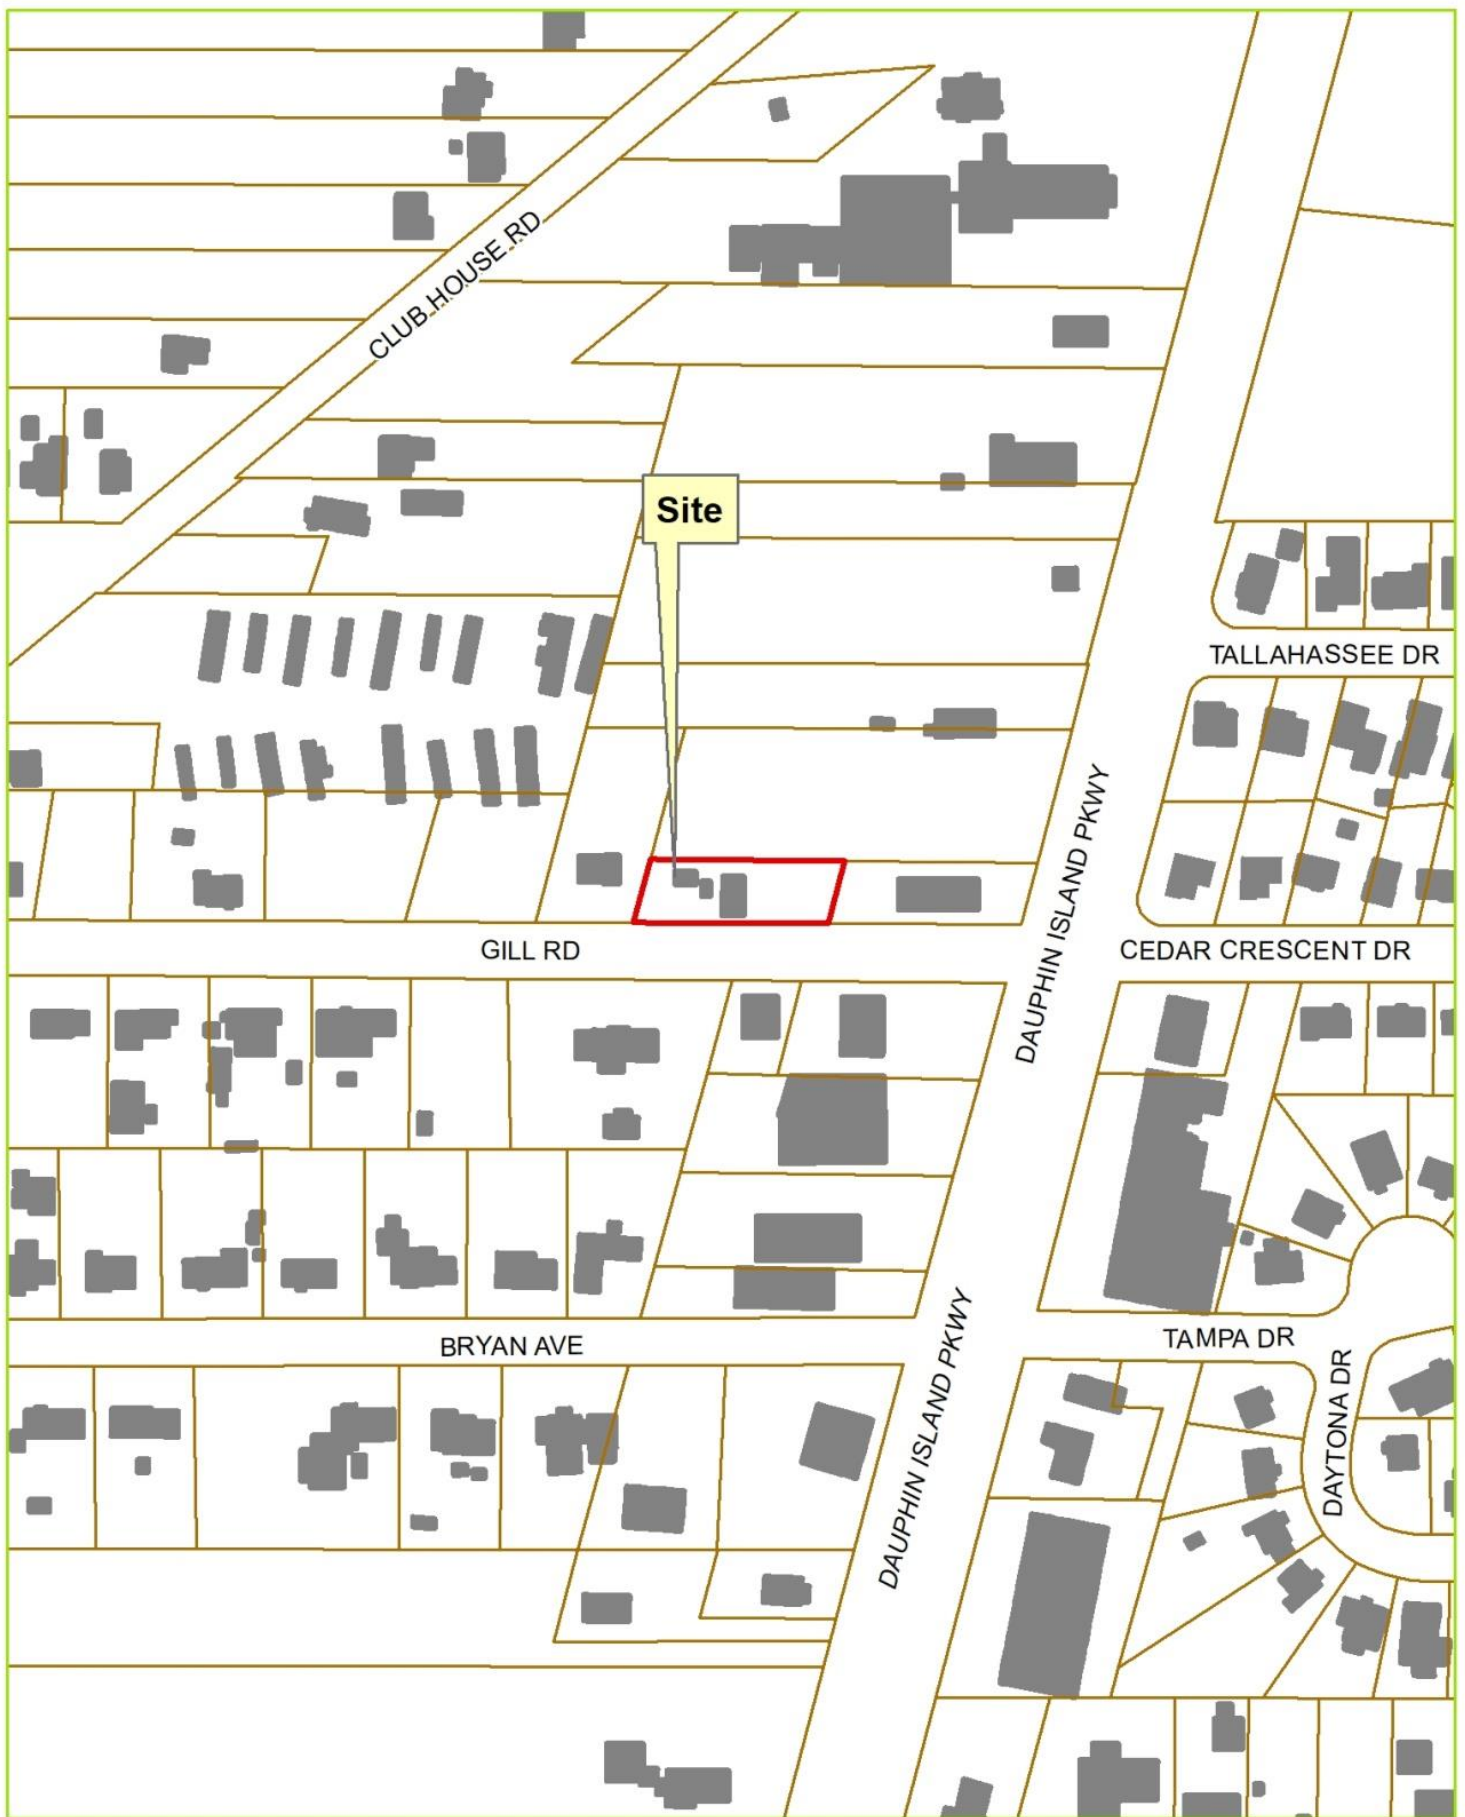 CLUB HOUSE RD
Site
TALLAHASSEE DR
DAUPHIN ISLAND PKWY
GILL RD
CEDAR CRESCENT DR
DAUPHIN ISLAND PKWY
BRYAN AVE
TAMPA DR
DAYTONA DR